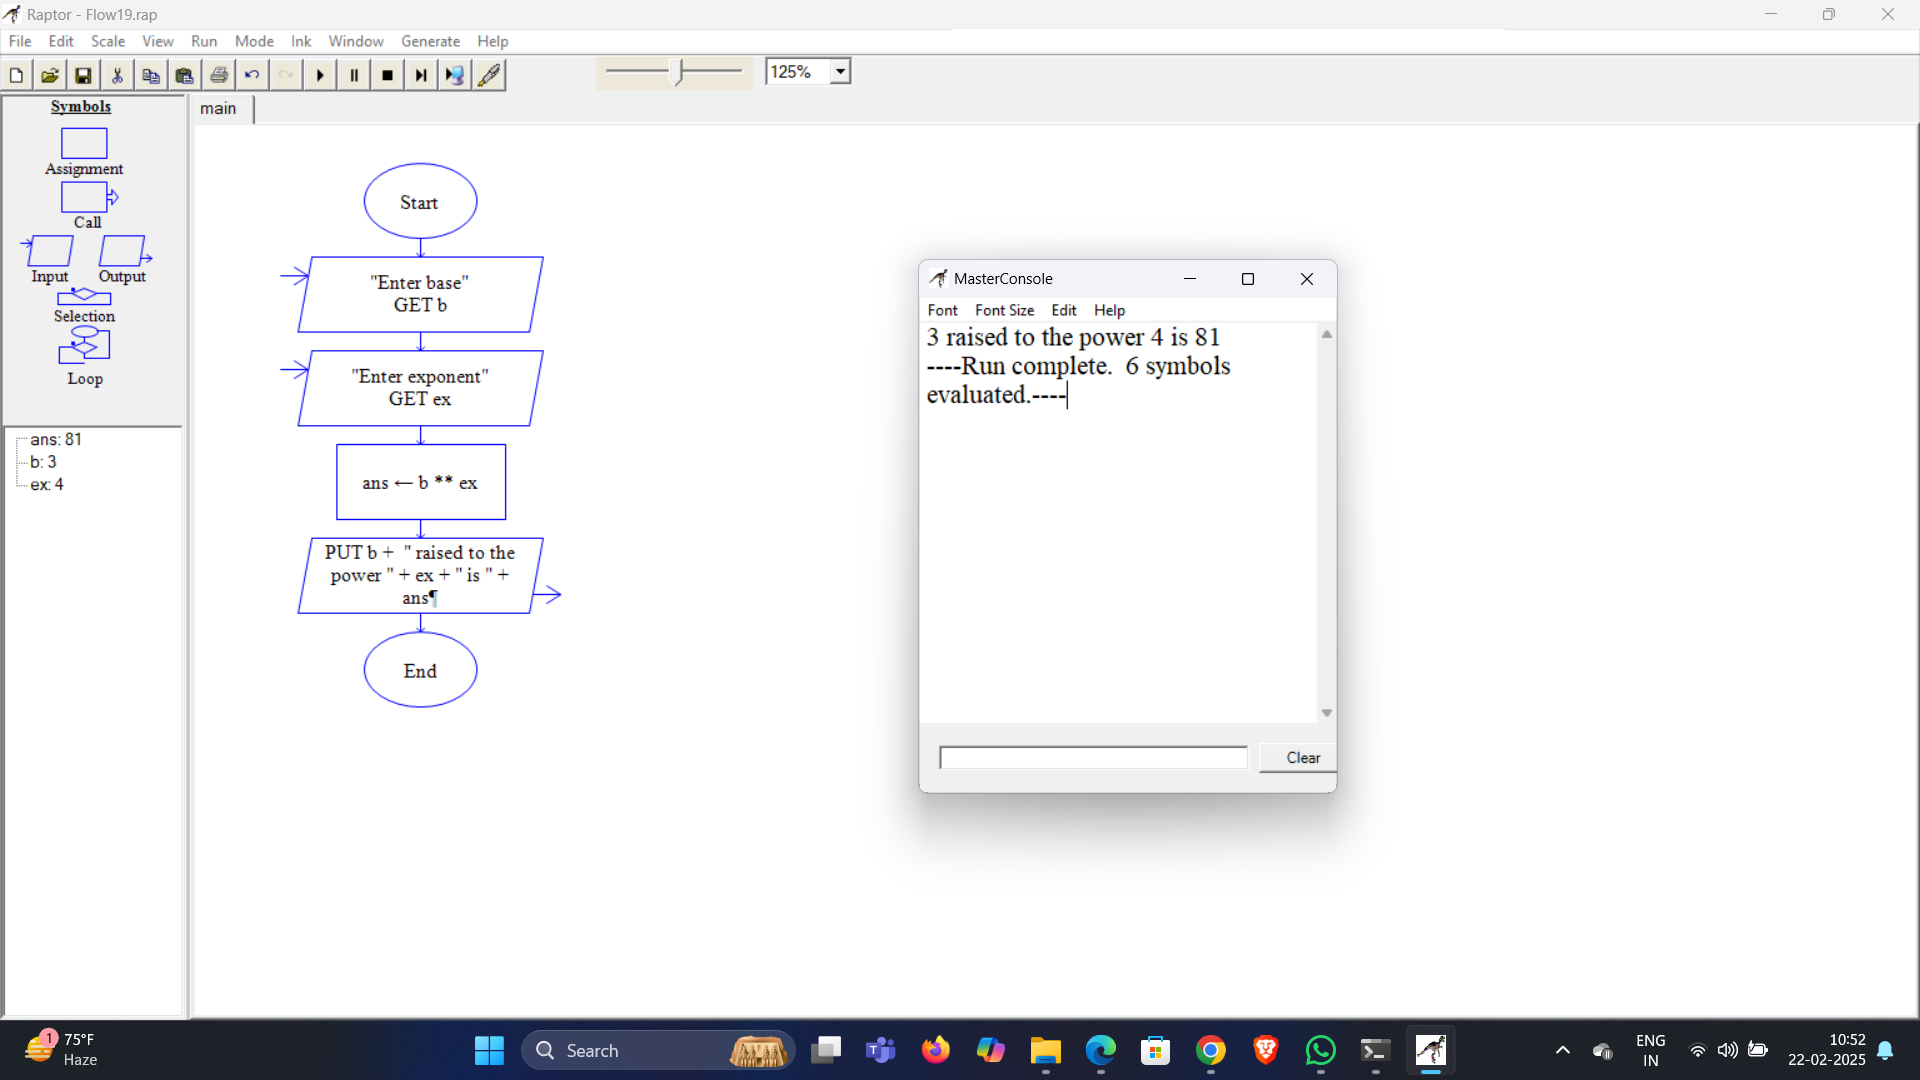 Raptor - Flow19.rap
File Edit Scale View Run Mode Ink Window Generate Help
125%
Symbols
Assignment
Call
Input Output
Selection
Loop
ans: 81
b: 3
ex: 4
main
Start
"Enter base"
GET b
"Enter exponent"
GET ex
ans ← b ** ex
PUT b + " raised to the
power " + ex + " is " +
ans¶
End
MasterConsole
Font Font Size Edit Help
3 raised to the power 4 is 81
----Run complete.  6 symbols
evaluated.----
Clear
1
75°F
Haze
Search
ENG
IN
10:52
22-02-2025